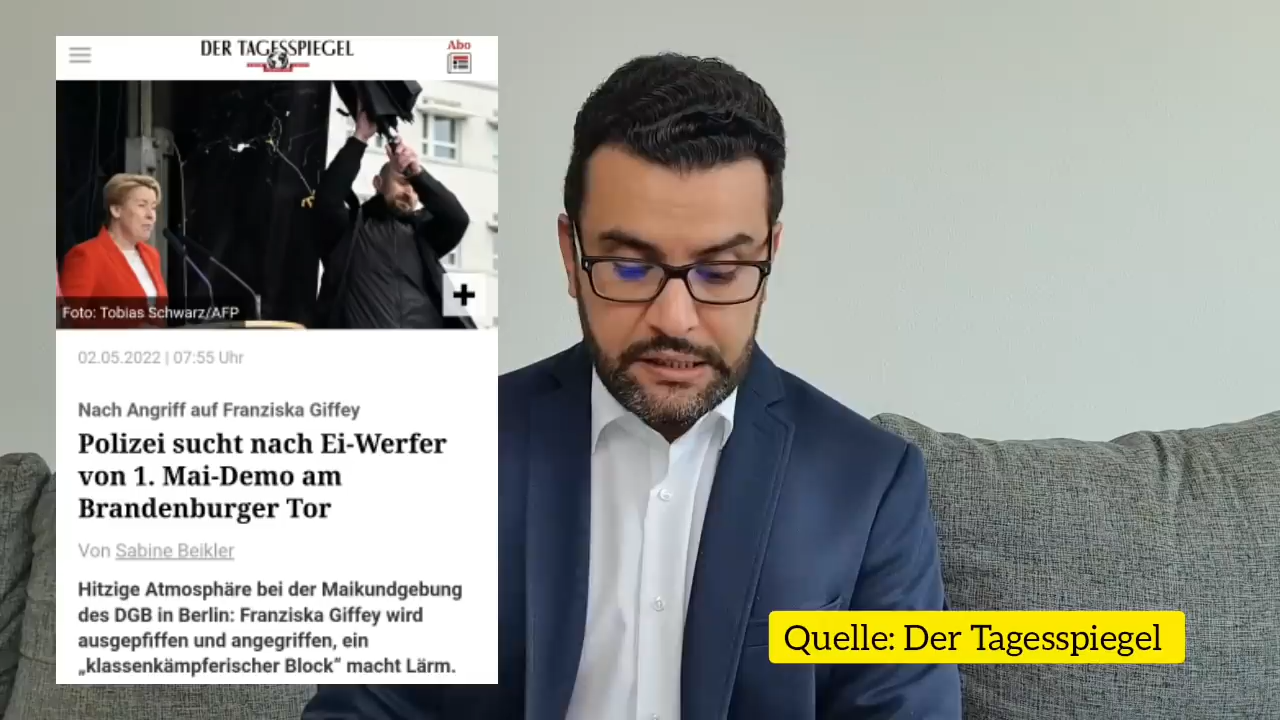 DER TAGESSPIEGEL
Abo
Foto: Tobias Schwarz/AFP
02.05.2022 | 07:55 Uhr
Nach Angriff auf Franziska Giffey
Polizei sucht nach Ei-Werfer
von 1. Mai-Demo am
Brandenburger Tor
Von Sabine Beikler
Hitzige Atmosphäre bei der Maikundgebung
des DGB in Berlin: Franziska Giffey wird
ausgepfiffen und angegriffen, ein
„klassenkämpferischer Block“ macht Lärm.
Quelle: Der Tagesspiegel